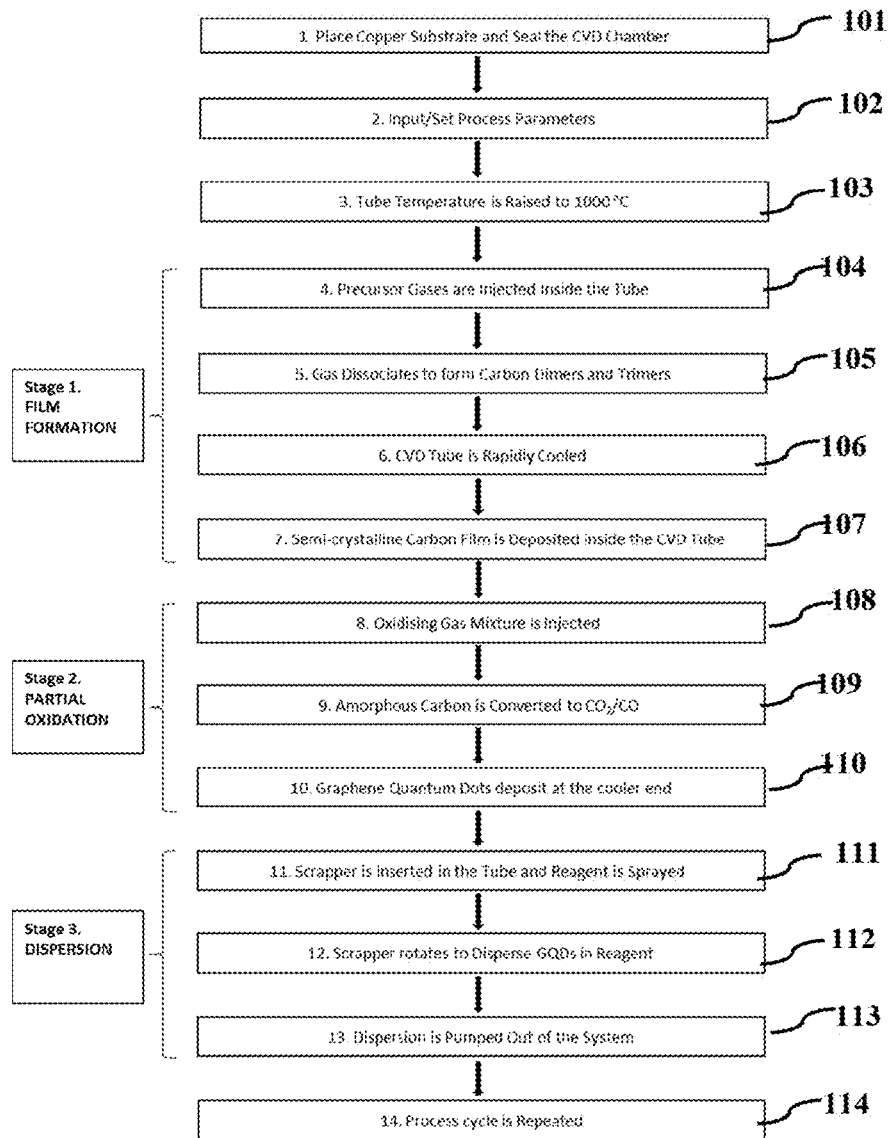 1. Place Copper Substrate and Seal the CVD Chamber
101
2. Input/Set Process Parameters
102
3. Tube Temperature is Raised to 1000 °C
103
4. Precursor Gases are Injected Inside the Tube
104
5. Gas Dissociates to form Carbon Dimers and Trimers
105
Stage 1.
FILM
FORMATION
6. CVD Tube is Rapidly Cooled
106
7. Semi-crystalline Carbon Film is Deposited inside the CVD Tube
107
8. Oxidising Gas Mixture is Injected
108
Stage 2.
PARTIAL
OXIDATION
9. Amorphous Carbon is Converted to CO₂/CO
109
10. Graphene Quantum Dots deposit at the cooler end
110
11. Scrapper is inserted in the Tube and Reagent is Sprayed
111
Stage 3.
DISPERSION
12. Scrapper rotates to Disperse GQDs in Reagent
112
13. Dispersion is Pumped Out of the System
113
14. Process cycle is Repeated
114